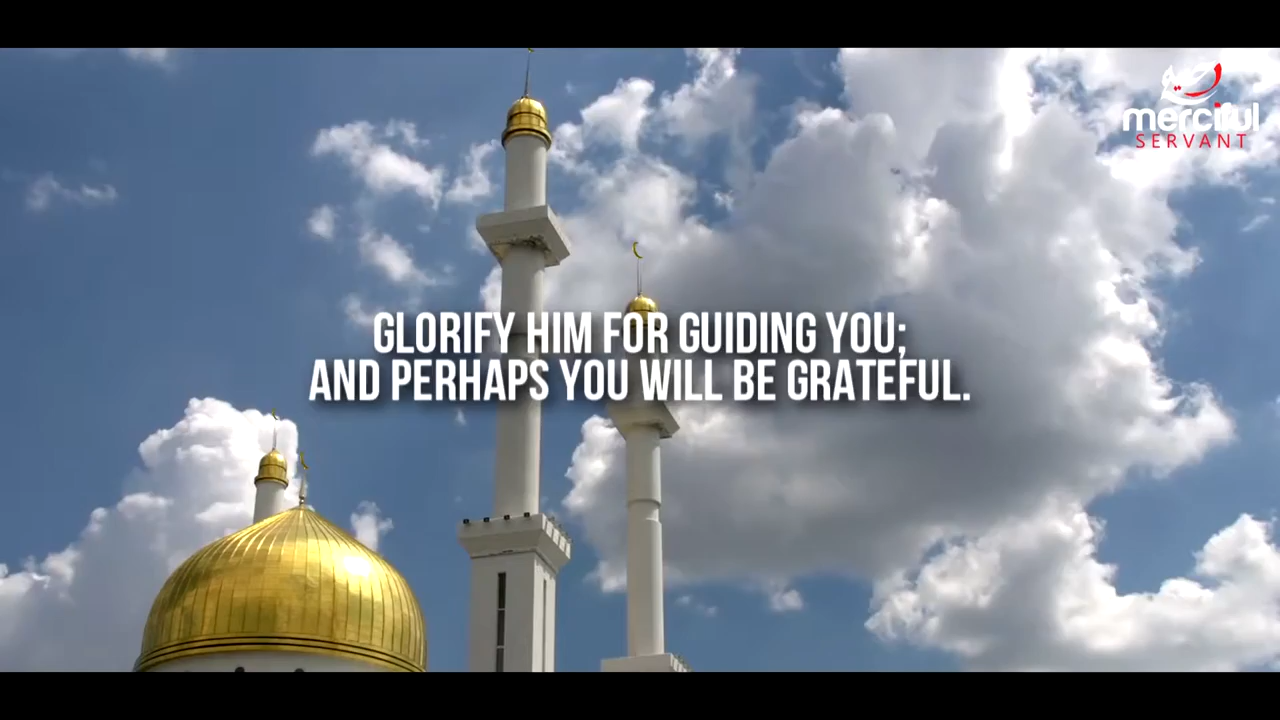 merciful
SERVANT
GLORIFY HIM FOR GUIDING YOU;
AND PERHAPS YOU WILL BE GRATEFUL.